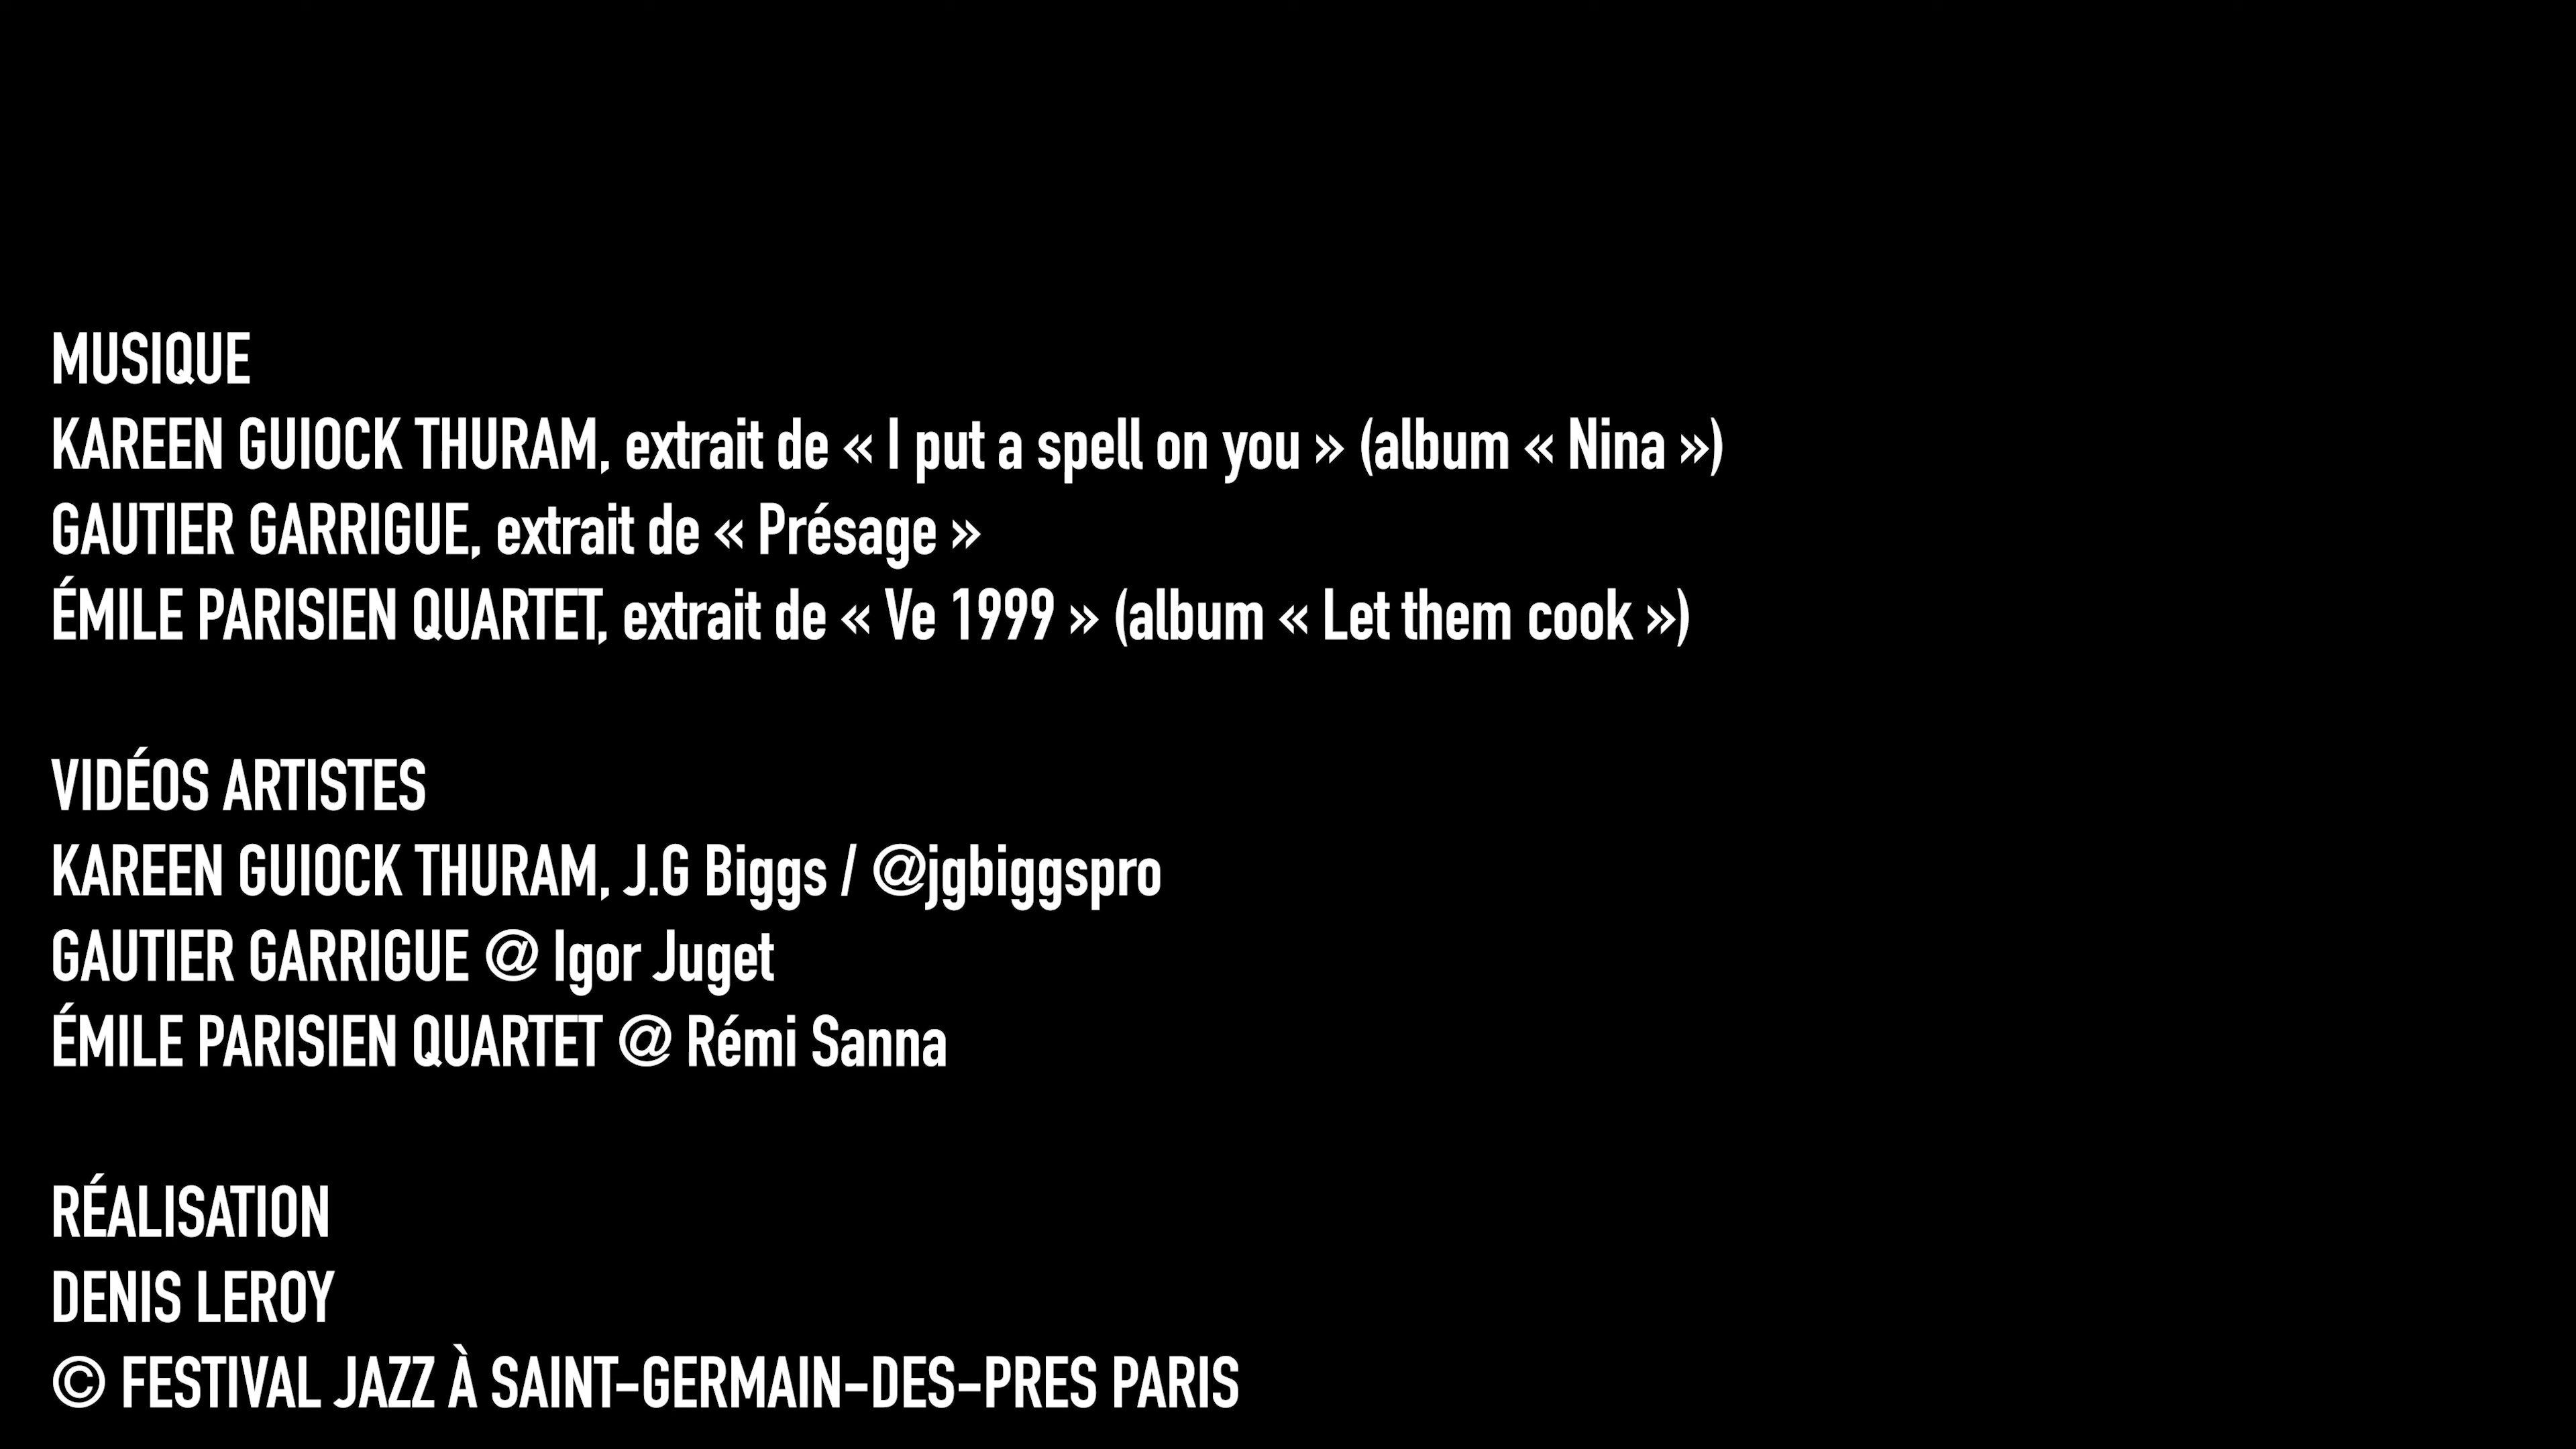 MUSIQUE
KAREEN GUIOCK THURAM, extrait de « I put a spell on you » (album « Nina »)
GAUTIER GARRIGUE, extrait de « Présage »
ÉMILE PARISIEN QUARTET, extrait de « Ve 1999 » (album « Let them cook »)
VIDÉOS ARTISTES
KAREEN GUIOCK THURAM, J.G Biggs / @jgbiggspro
GAUTIER GARRIGUE @ Igor Juget
ÉMILE PARISIEN QUARTET @ Rémi Sanna
RÉALISATION
DENIS LEROY
© FESTIVAL JAZZ À SAINT-GERMAIN-DES-PRES PARIS